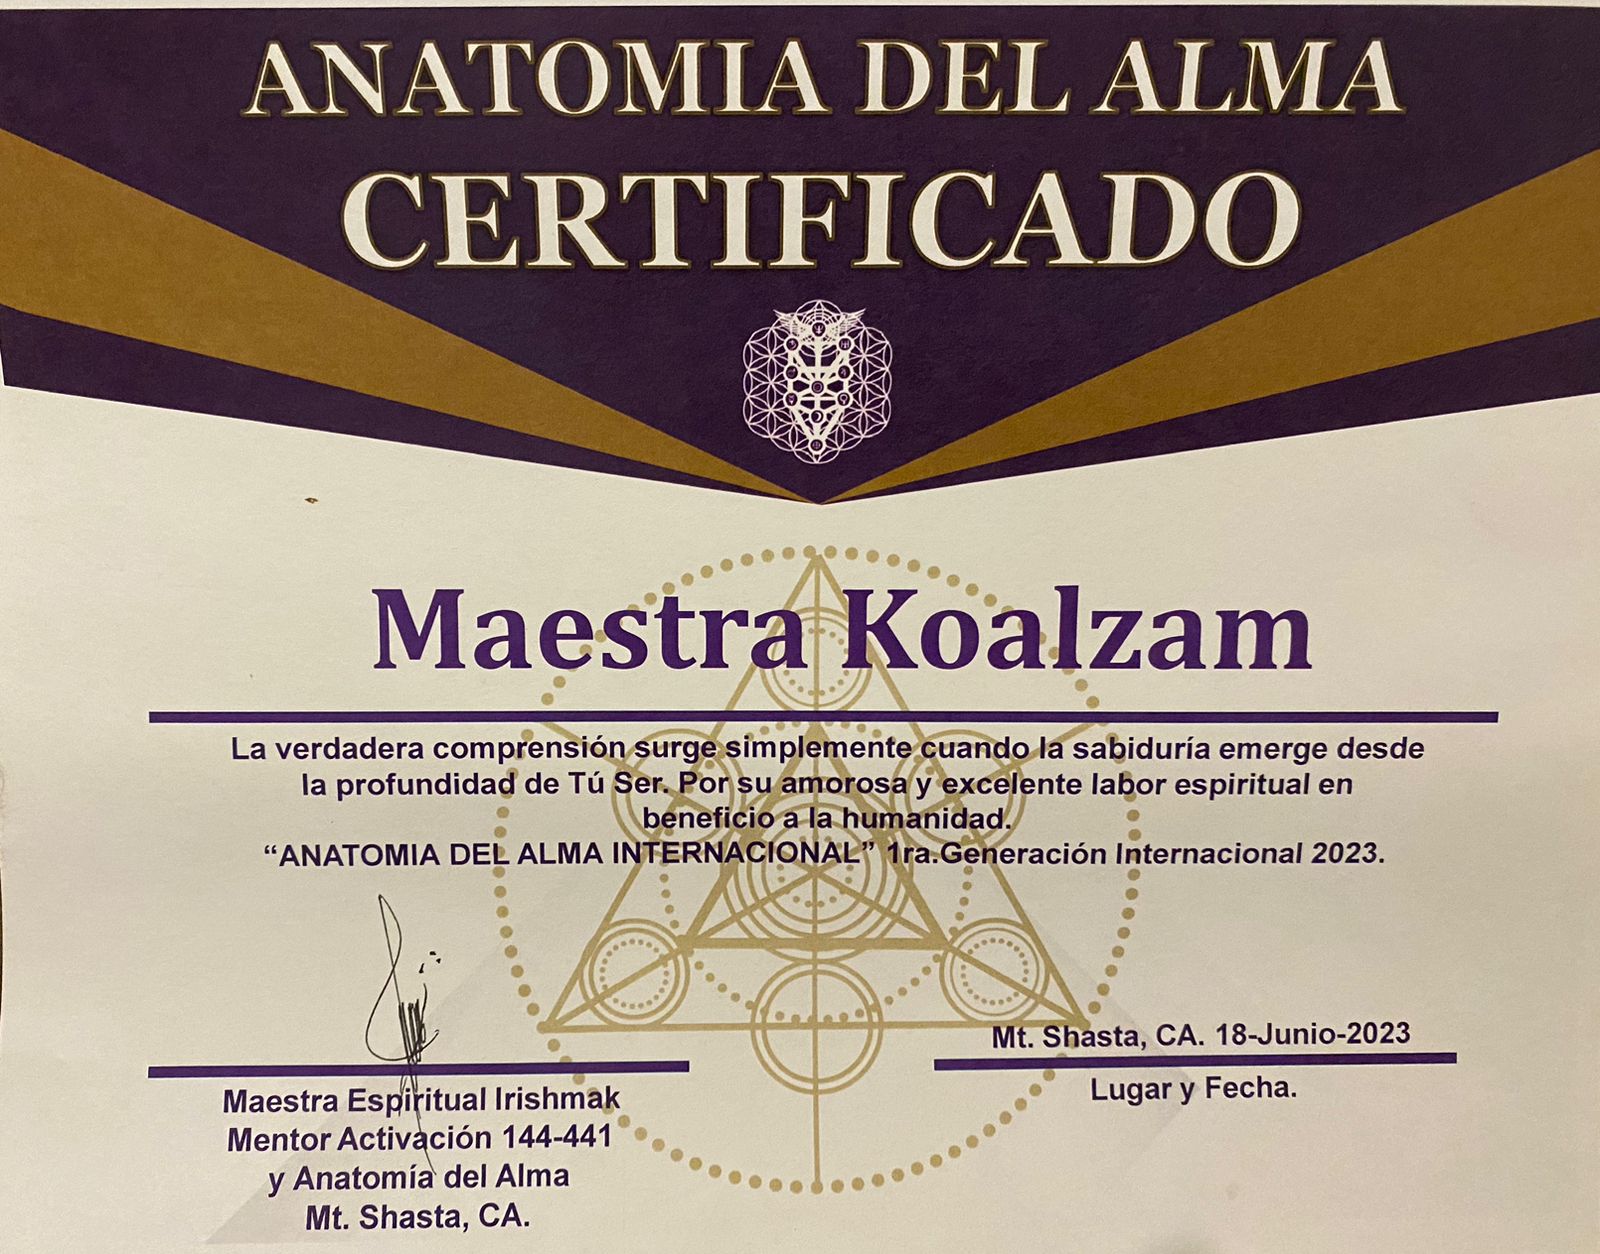 ANATOMIA DEL ALMA
CERTIFICADO
Maestra Koalzam
La verdadera comprensión surge simplemente cuando la sabiduría emerge desde
la profundidad de Tú Ser. Por su amorosa y excelente labor espiritual en
beneficio a la humanidad.
“ANATOMIA DEL ALMA INTERNACIONAL” 1ra.Generación Internacional 2023.
Maestra Espiritual Irishmak
Mentor Activación 144-441
y Anatomía del Alma
Mt. Shasta, CA.
Mt. Shasta, CA. 18-Junio-2023
Lugar y Fecha.